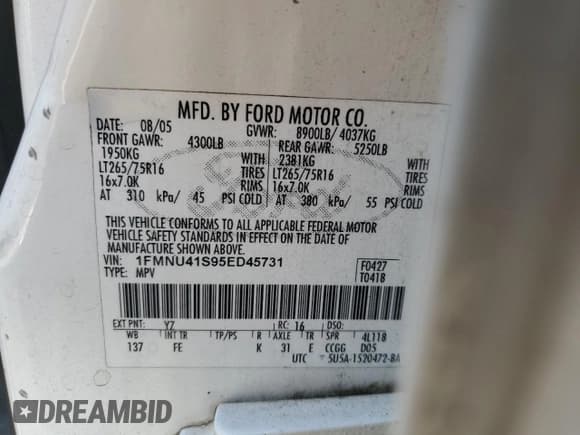 MFD. BY FORD MOTOR CO.
DATE: 08/05 GVWR: 8900LB/ 4037KG
FRONT GAWR: 4300LB REAR GAWR: 5250LB
1950KG WITH 2381KG WITH
LT265/75R16 TIRES LT265/75R16 TIRES
16x7.0K RIMS 16x7.0K RIMS
AT 310 kPa/ 45 PSI COLD AT 380 kPa/ 55 PSI COLD
THIS VEHICLE CONFORMS TO ALL APPLICABLE FEDERAL MOTOR
VEHICLE SAFETY STANDARDS IN EFFECT ON THE DATE OF
MANUFACTURE SHOWN ABOVE.
VIN: 1FMNU41S95ED45731 F0427
TYPE: MPV T0418
EXT PNT: YZ RC: 16 DSO:
WB INT TR TP/PS R AXLE TR SPR 4L118
137 FE K 31 E CCGG D05
UTC 5U5A-1520472-BA
DREAMBID